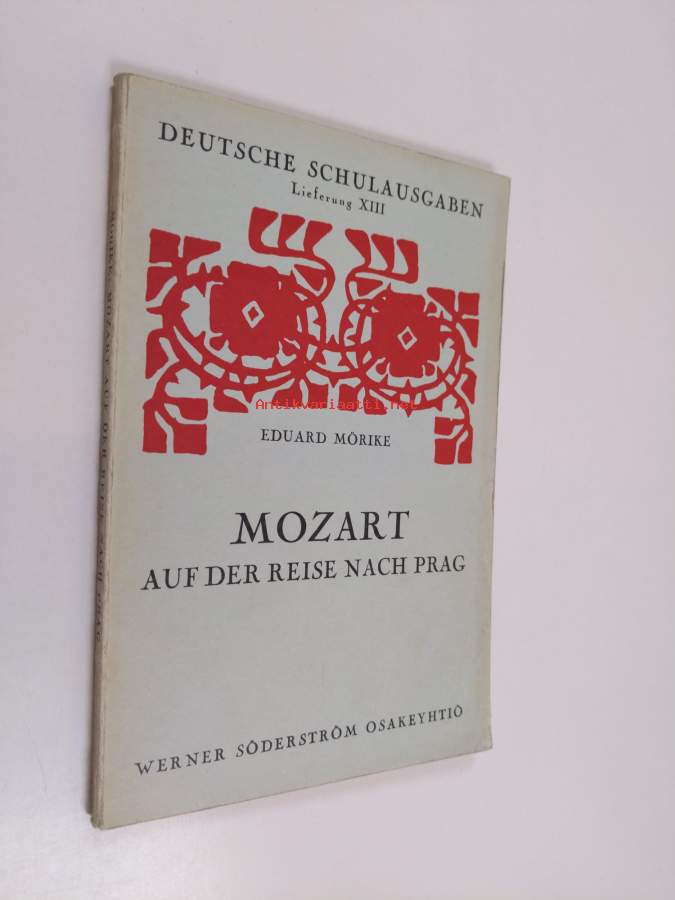 DEUTSCHE SCHULAUSGABEN
Lieferung XIII
Antikvariaatti.net
EDUARD MÖRIKE
MOZART
AUF DER REISE NACH PRAG
WERNER SÖDERSTRÖM OSAKEYHTIÖ
MÖRIKE: MOZART AUF DER REISE NACH PRAG